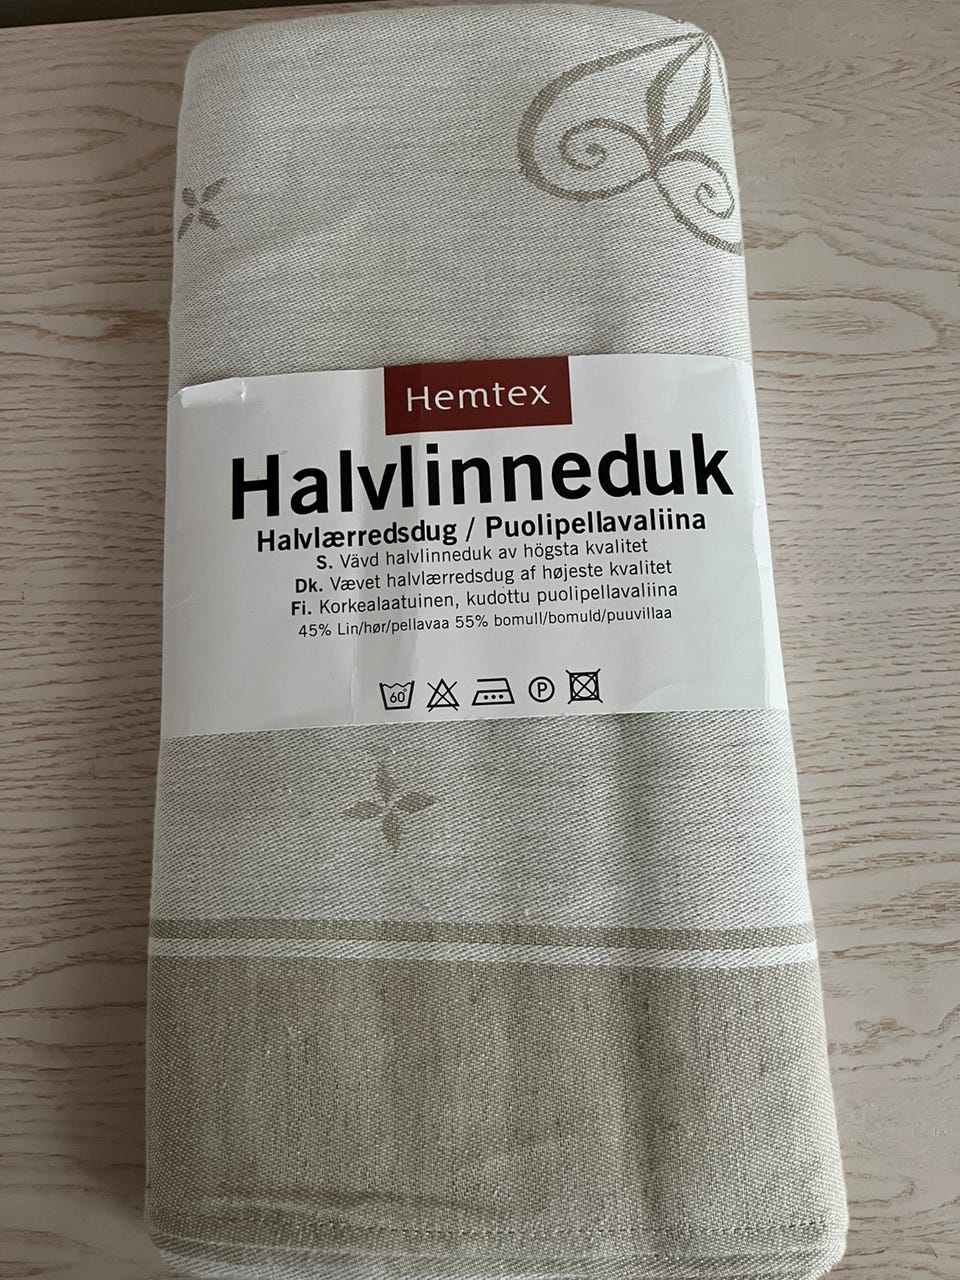 Hemtex
Halvlinneduk
Halvlærredsdug / Puolipellavaliina
S. Vävd halvlinneduk av högsta kvalitet
Dk. Vævet halvlærredsdug af højeste kvalitet
Fi. Korkealaatuinen, kudottu puolipellavaliina
45% Lin/hør/pellavaa 55% bomull/bomuld/puuvillaa
60° P